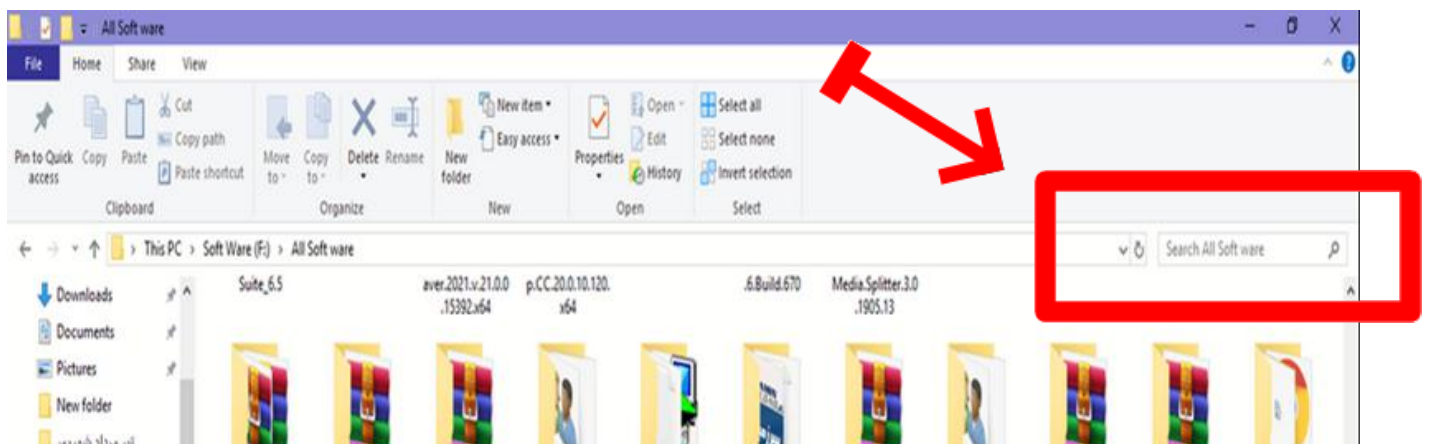 All Soft ware
File Home Share View
Pin to Quick access
Copy
Paste
Cut
Copy path
Paste shortcut
Clipboard
Move to
Copy to
Delete
Rename
Organize
New folder
New item
Easy access
New
Properties
Open
Edit
History
Open
Select all
Select none
Invert selection
Select
This PC > Soft Ware (F:) > All Soft ware
Search All Soft ware
Downloads
Documents
Pictures
New folder
Suite_6.5
aver.2021.v.21.0.0
.15392.x64
p.CC.20.0.10.120.
x64
.6.Build.670
Media.Splitter.3.0
.1905.13